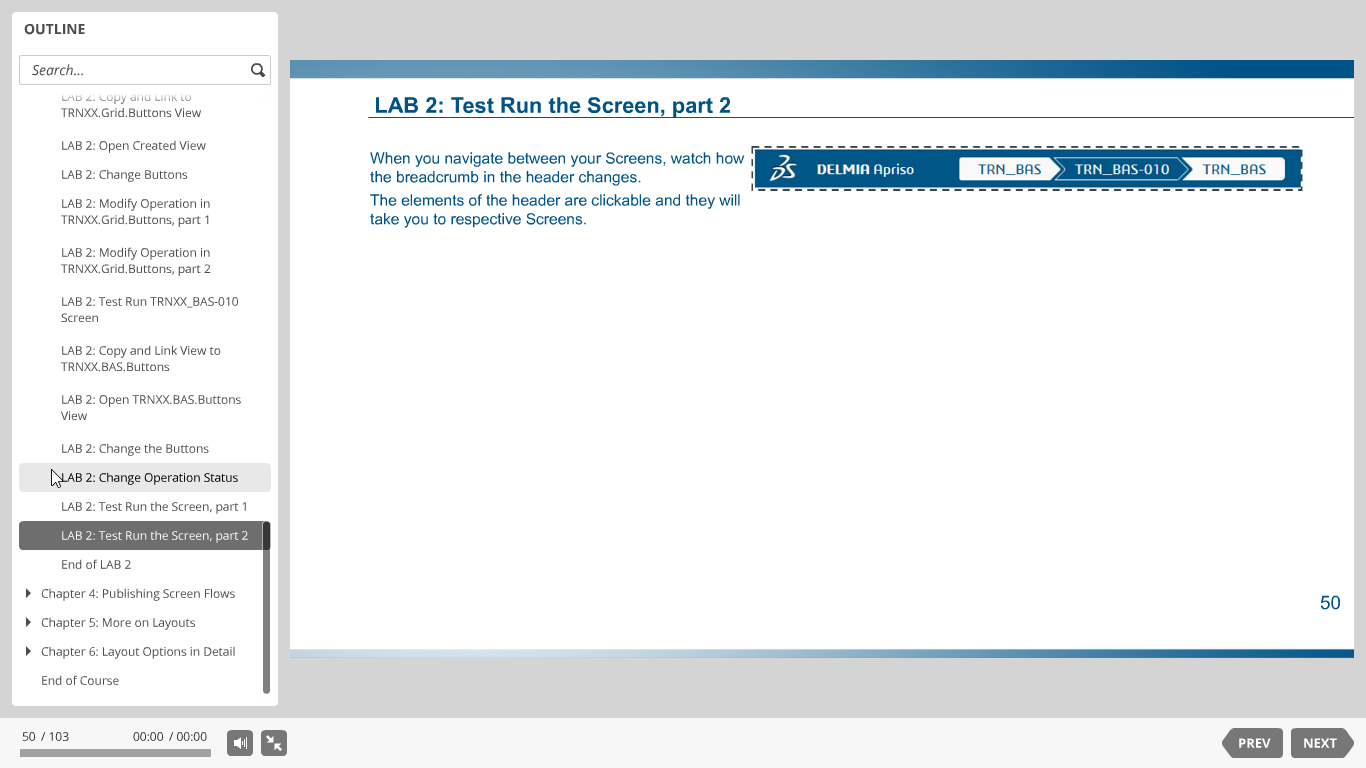 OUTLINE
Search...
LAB 2: Copy and Link to
TRNXX.Grid.Buttons View
LAB 2: Open Created View
LAB 2: Change Buttons
LAB 2: Modify Operation in
TRNXX.Grid.Buttons, part 1
LAB 2: Modify Operation in
TRNXX.Grid.Buttons, part 2
LAB 2: Test Run TRNXX_BAS-010
Screen
LAB 2: Copy and Link View to
TRNXX.BAS.Buttons
LAB 2: Open TRNXX.BAS.Buttons
View
LAB 2: Change the Buttons
LAB 2: Change Operation Status
LAB 2: Test Run the Screen, part 1
LAB 2: Test Run the Screen, part 2
End of LAB 2
Chapter 4: Publishing Screen Flows
Chapter 5: More on Layouts
Chapter 6: Layout Options in Detail
End of Course
LAB 2: Test Run the Screen, part 2
When you navigate between your Screens, watch how
the breadcrumb in the header changes.
The elements of the header are clickable and they will
take you to respective Screens.
DELMIA Apriso TRN_BAS TRN_BAS-010 TRN_BAS
50
50 / 103 00:00 / 00:00
PREV NEXT